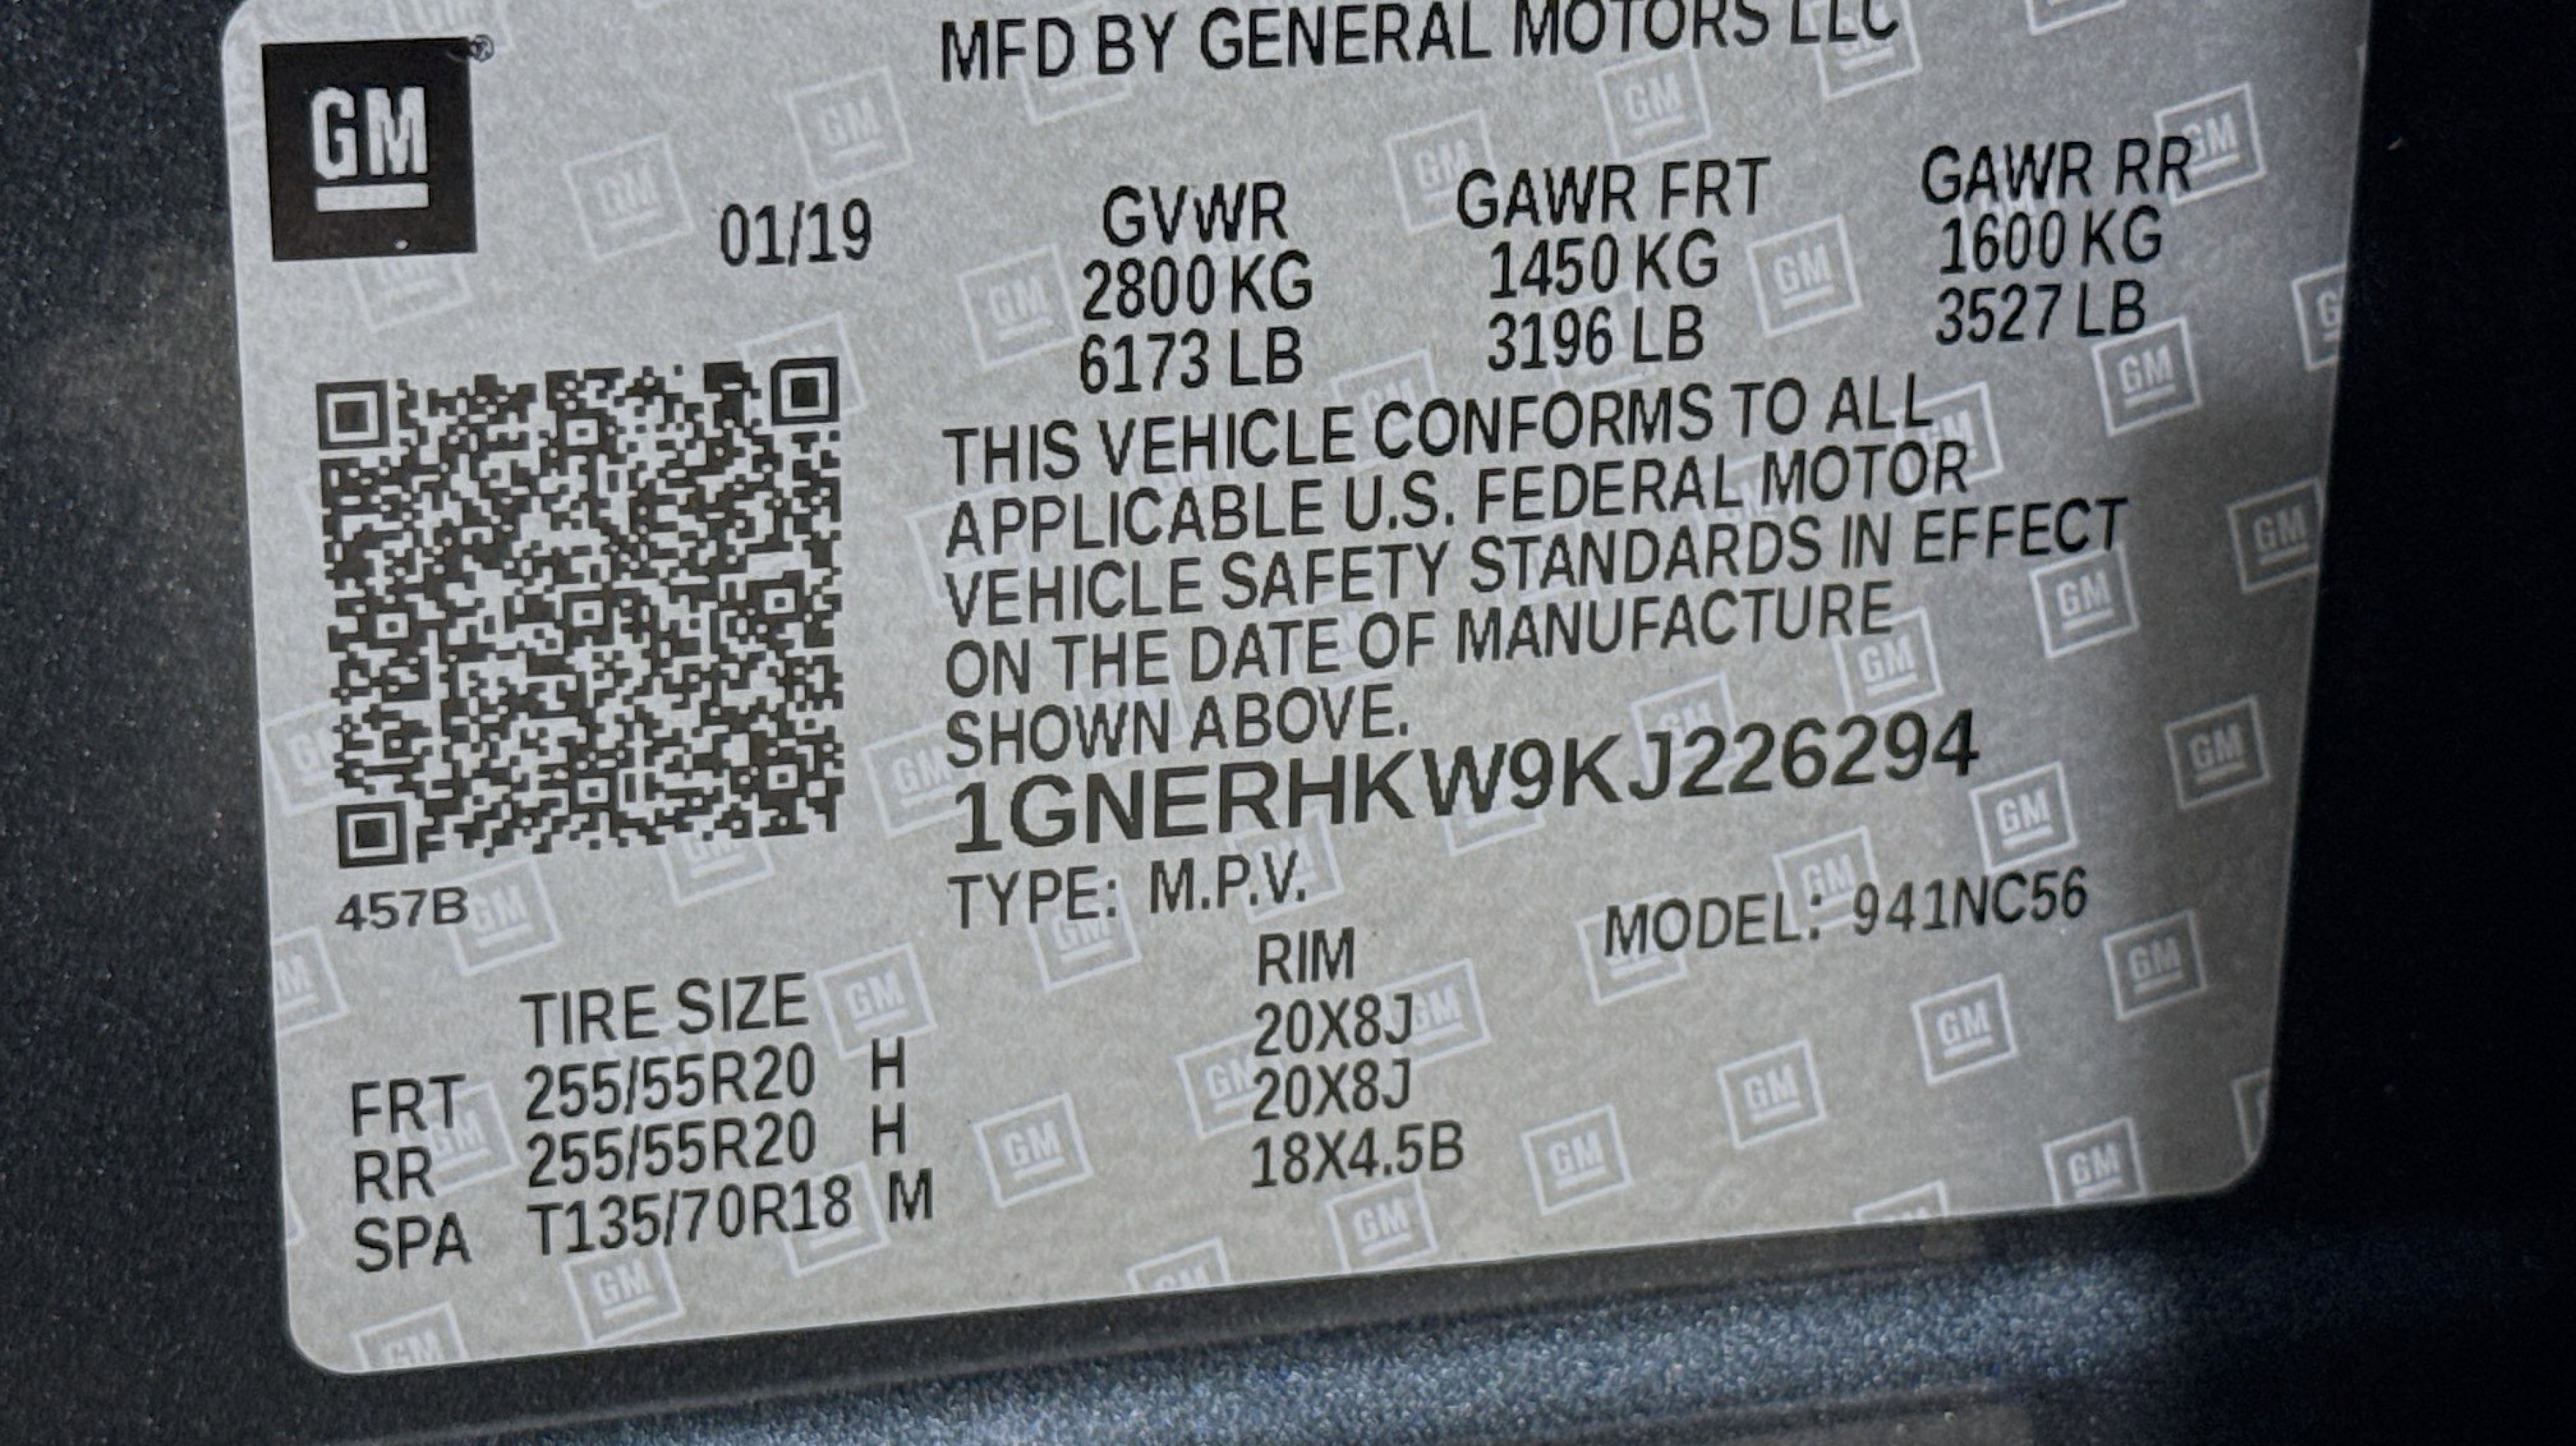 MFD BY GENERAL MOTORS LLC
GM
01/19
GVWR GAWR FRT GAWR RR
2800 KG 1450 KG 1600 KG
6173 LB 3196 LB 3527 LB
THIS VEHICLE CONFORMS TO ALL
APPLICABLE U.S. FEDERAL MOTOR
VEHICLE SAFETY STANDARDS IN EFFECT
ON THE DATE OF MANUFACTURE
SHOWN ABOVE.
1GNERHKW9KJ226294
457B
TYPE: M.P.V. MODEL: 941NC56
TIRE SIZE RIM
FRT 255/55R20 H 20X8J
RR 255/55R20 H 20X8J
SPA T135/70R18 M 18X4.5B